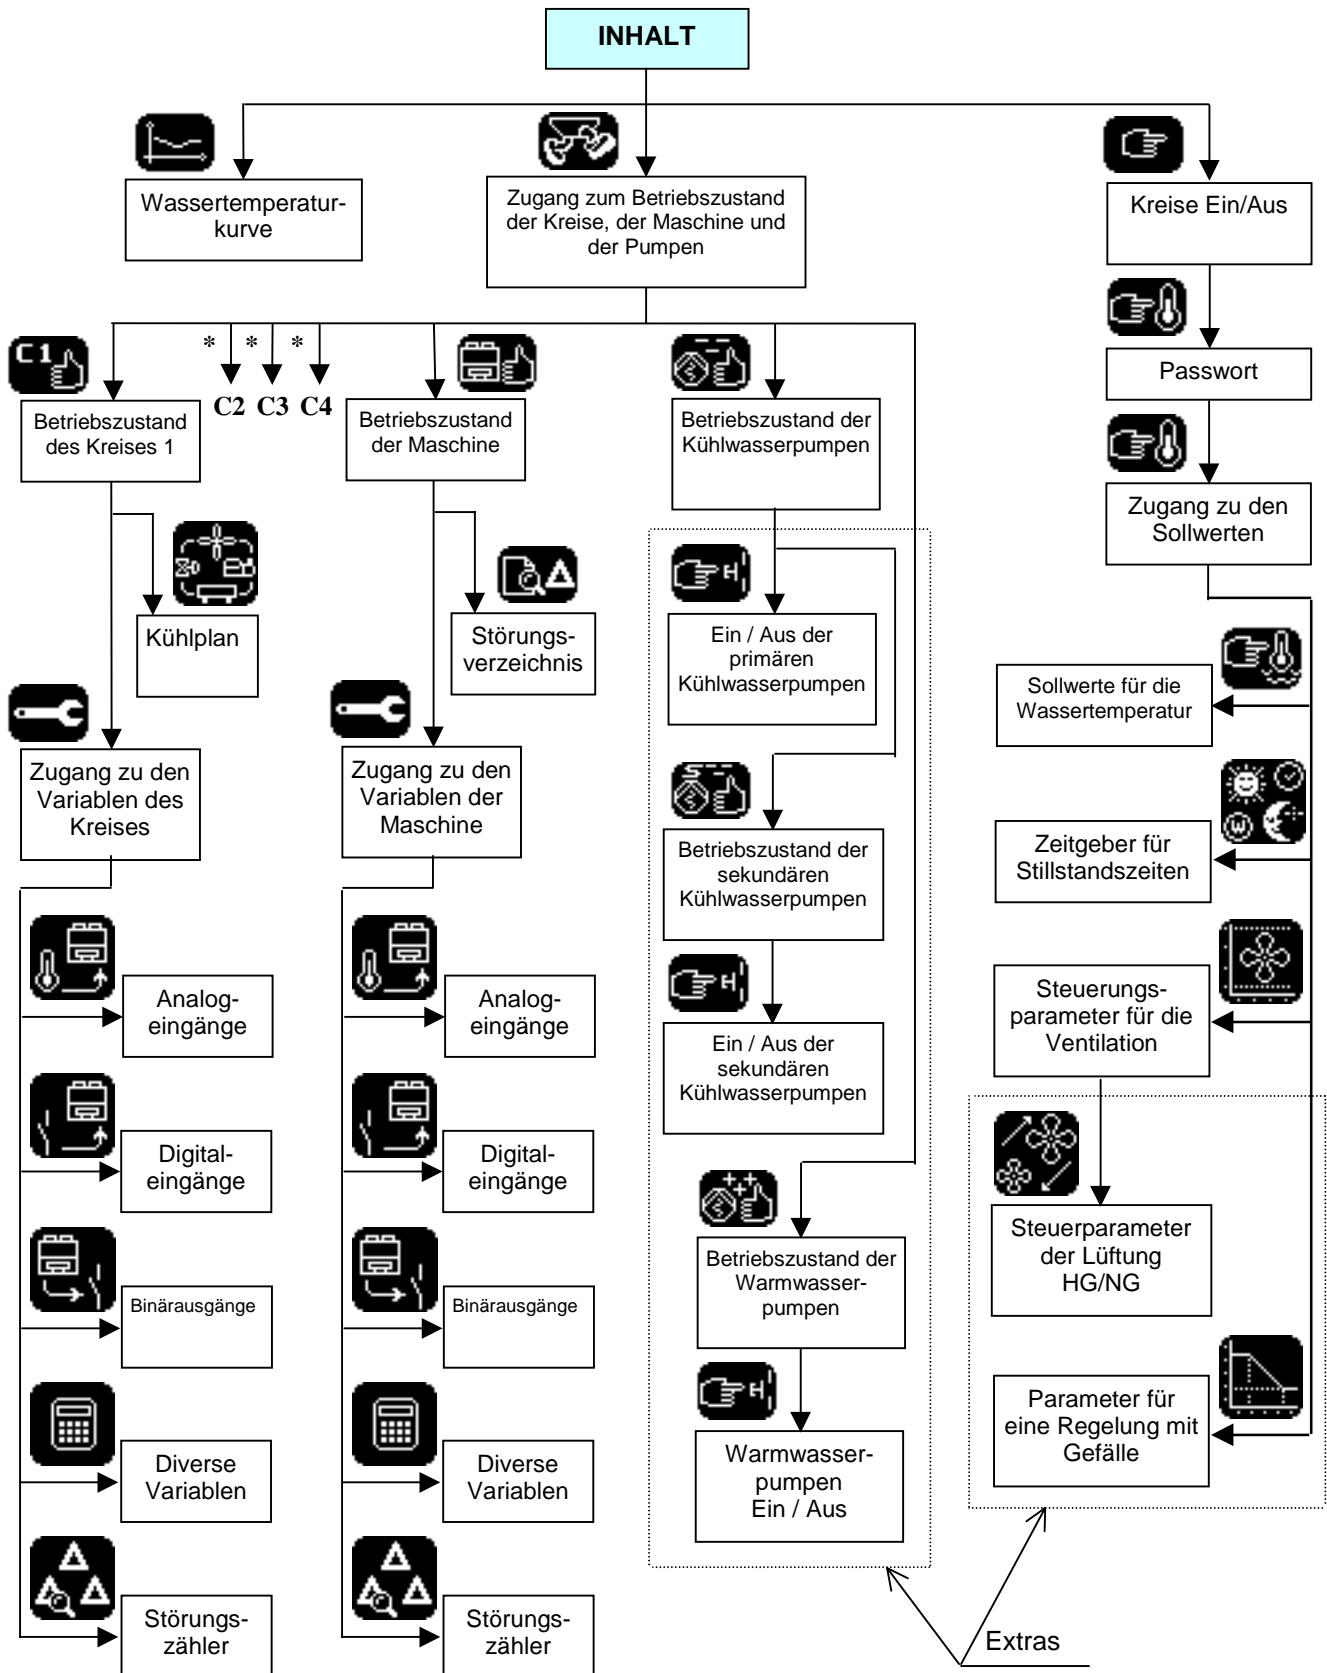 INHALT
Wassertemperatur-
kurve
Zugang zum Betriebszustand
der Kreise, der Maschine und
der Pumpen
Kreise Ein/Aus
Passwort
Zugang zu den
Sollwerten
C1
* * *
C2 C3 C4
Betriebszustand
des Kreises 1
Betriebszustand
der Maschine
Betriebszustand der
Kühlwasserpumpen
Kühlplan
Störungs-
verzeichnis
Zugang zu den
Variablen des
Kreises
Zugang zu den
Variablen der
Maschine
Analog-
eingänge
Digital-
eingänge
Binärausgänge
Diverse
Variablen
Störungs-
zähler
Analog-
eingänge
Digital-
eingänge
Binärausgänge
Diverse
Variablen
Störungs-
zähler
Ein / Aus der
primären
Kühlwasserpumpen
Betriebszustand der
sekundären
Kühlwasserpumpen
Ein / Aus der
sekundären
Kühlwasserpumpen
Betriebszustand der
Warmwasser-
pumpen
Warmwasser-
pumpen
Ein / Aus
Sollwerte für die
Wassertemperatur
Zeitgeber für
Stillstandszeiten
Steuerungs-
parameter für die
Ventilation
Steuerparameter
der Lüftung
HG/NG
Parameter für
eine Regelung mit
Gefälle
Extras